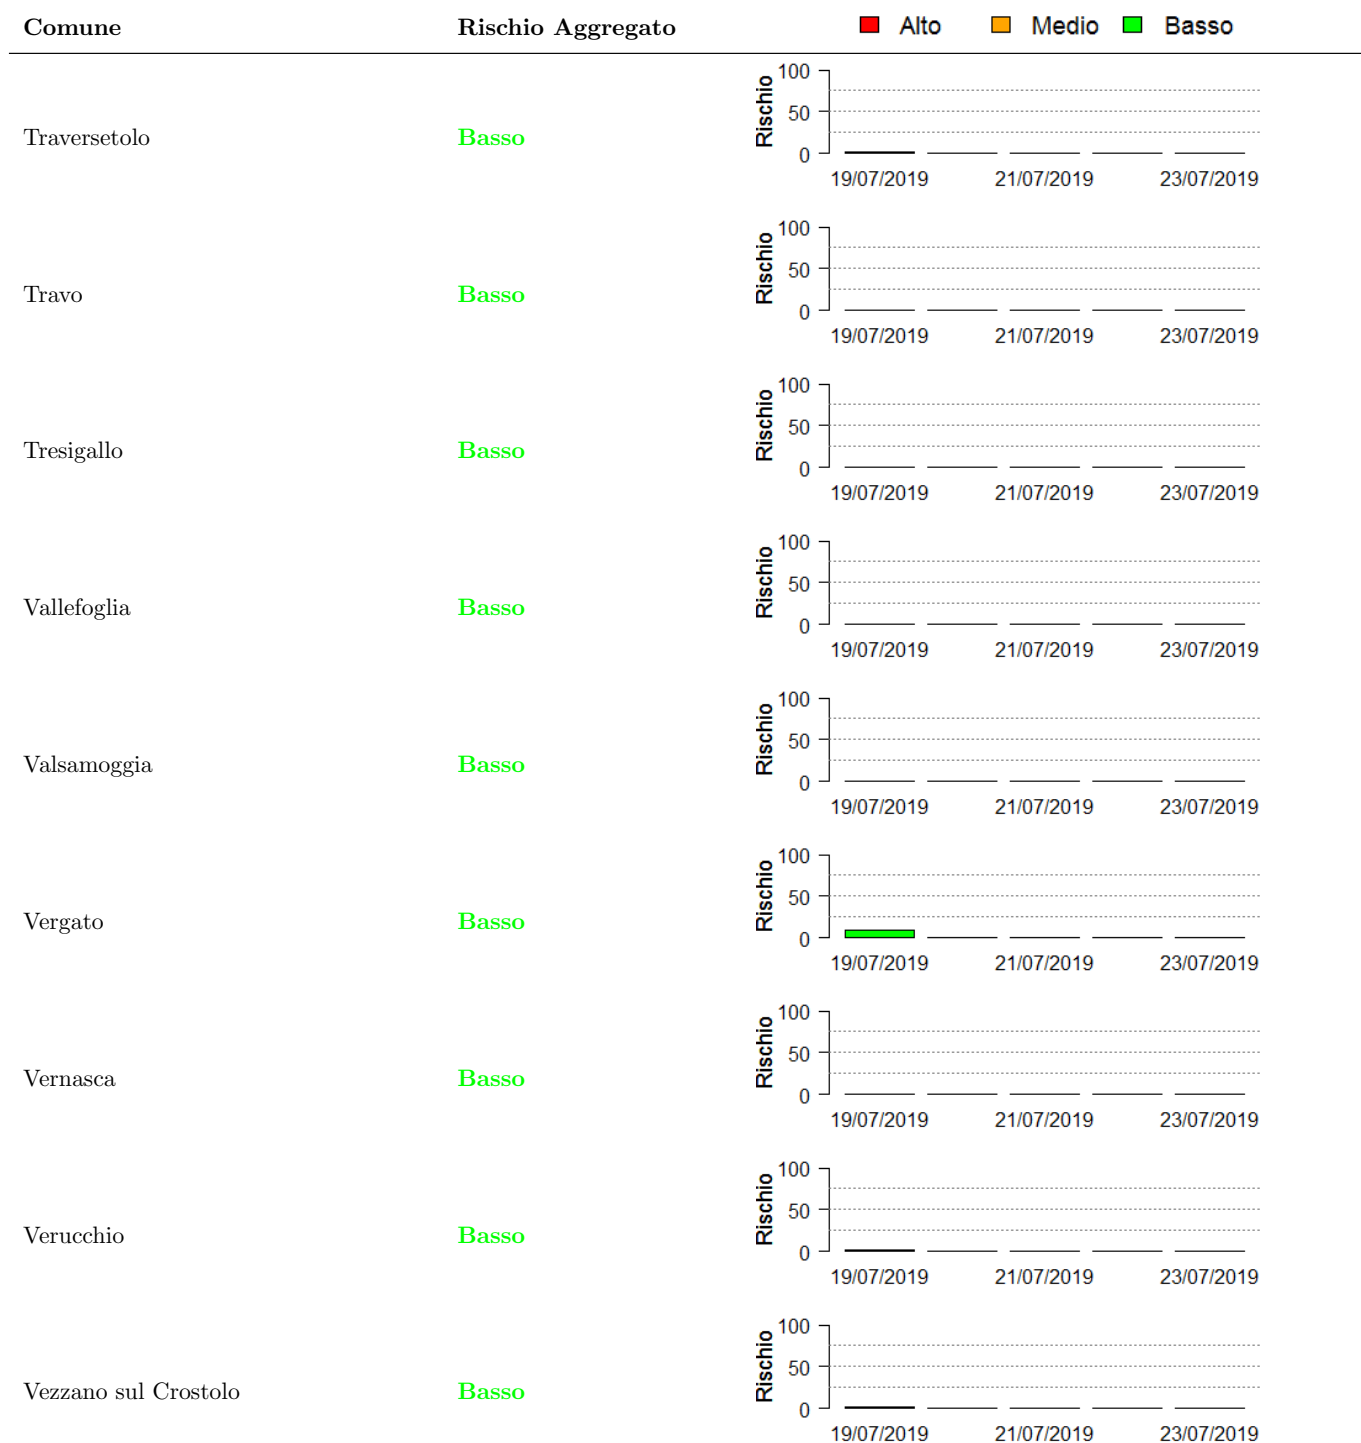 Comune Rischio Aggregato Alto Medio Basso
Traversetolo Basso
Rischio
100
50
0
19/07/2019 21/07/2019 23/07/2019
Travo Basso
Rischio
100
50
0
19/07/2019 21/07/2019 23/07/2019
Tresigallo Basso
Rischio
100
50
0
19/07/2019 21/07/2019 23/07/2019
Vallefoglia Basso
Rischio
100
50
0
19/07/2019 21/07/2019 23/07/2019
Valsamoggia Basso
Rischio
100
50
0
19/07/2019 21/07/2019 23/07/2019
Vergato Basso
Rischio
100
50
0
19/07/2019 21/07/2019 23/07/2019
Vernasca Basso
Rischio
100
50
0
19/07/2019 21/07/2019 23/07/2019
Verucchio Basso
Rischio
100
50
0
19/07/2019 21/07/2019 23/07/2019
Vezzano sul Crostolo Basso
Rischio
100
50
0
19/07/2019 21/07/2019 23/07/2019